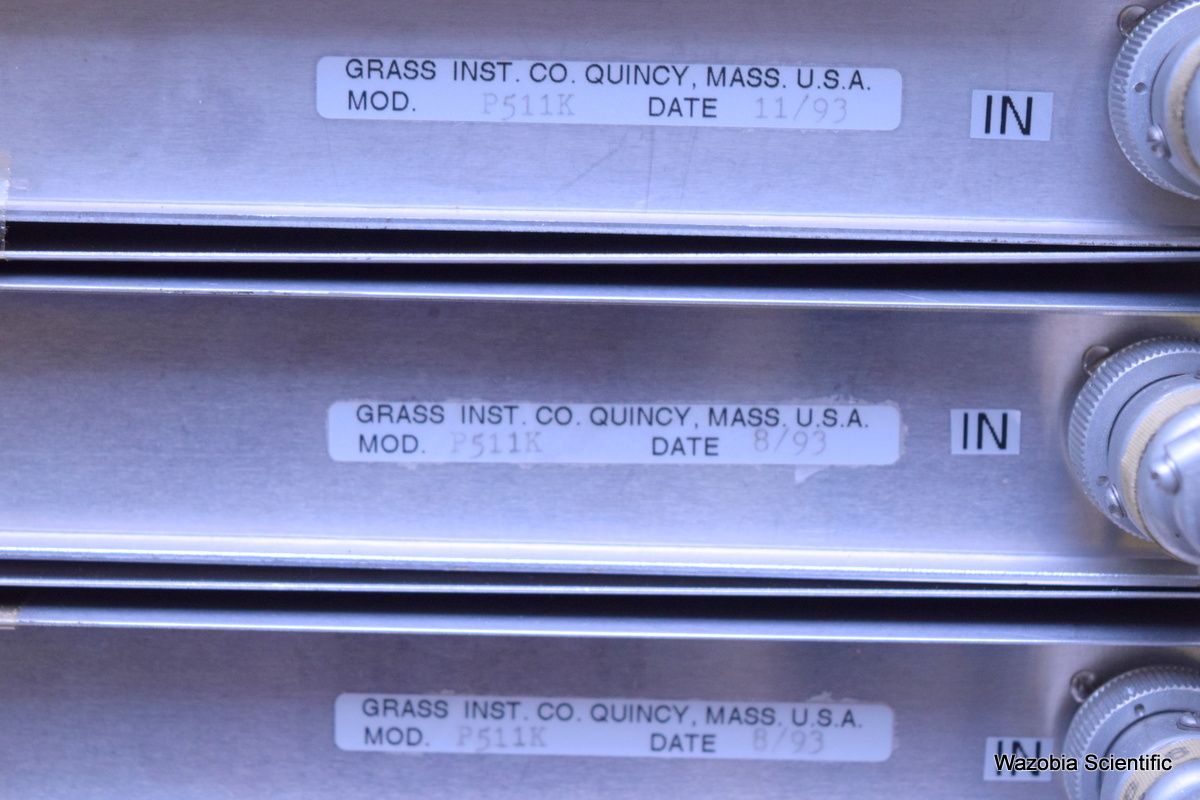 GRASS INST. CO. QUINCY, MASS. U.S.A.
MOD. P511K DATE 11/93
IN
GRASS INST. CO. QUINCY, MASS. U.S.A.
MOD. P511K DATE 8/93
IN
GRASS INST. CO. QUINCY, MASS. U.S.A.
MOD. P511K DATE 8/93
IN
Wazobia Scientific